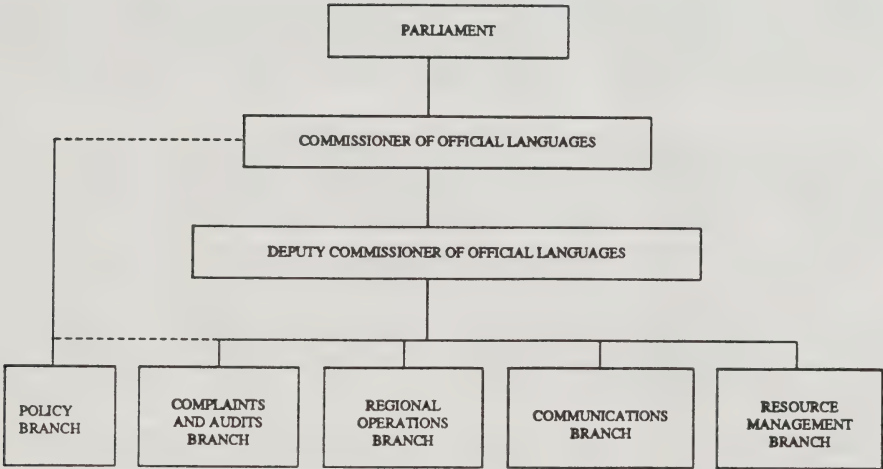 PARLIAMENT
COMMISSIONER OF OFFICIAL LANGUAGES
DEPUTY COMMISSIONER OF OFFICIAL LANGUAGES
POLICY
BRANCH
COMPLAINTS
AND AUDITS
BRANCH
REGIONAL
OPERATIONS
BRANCH
COMMUNICATIONS
BRANCH
RESOURCE
MANAGEMENT
BRANCH